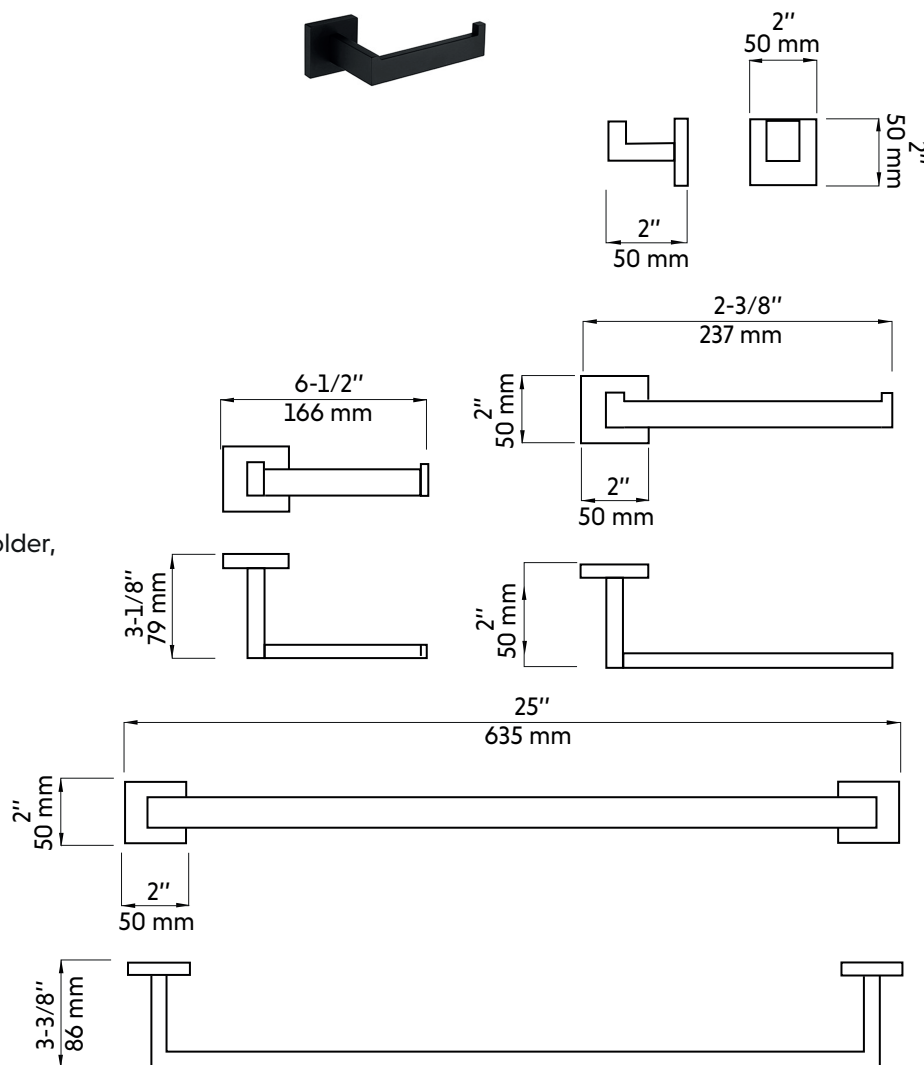 2"
50 mm
2"
50 mm
2"
50 mm
2-3/8"
237 mm
6-1/2"
166 mm
2"
50 mm
2"
50 mm
older,
3-1/8"
79 mm
2"
50 mm
25"
635 mm
2"
50 mm
2"
50 mm
3-3/8"
86 mm